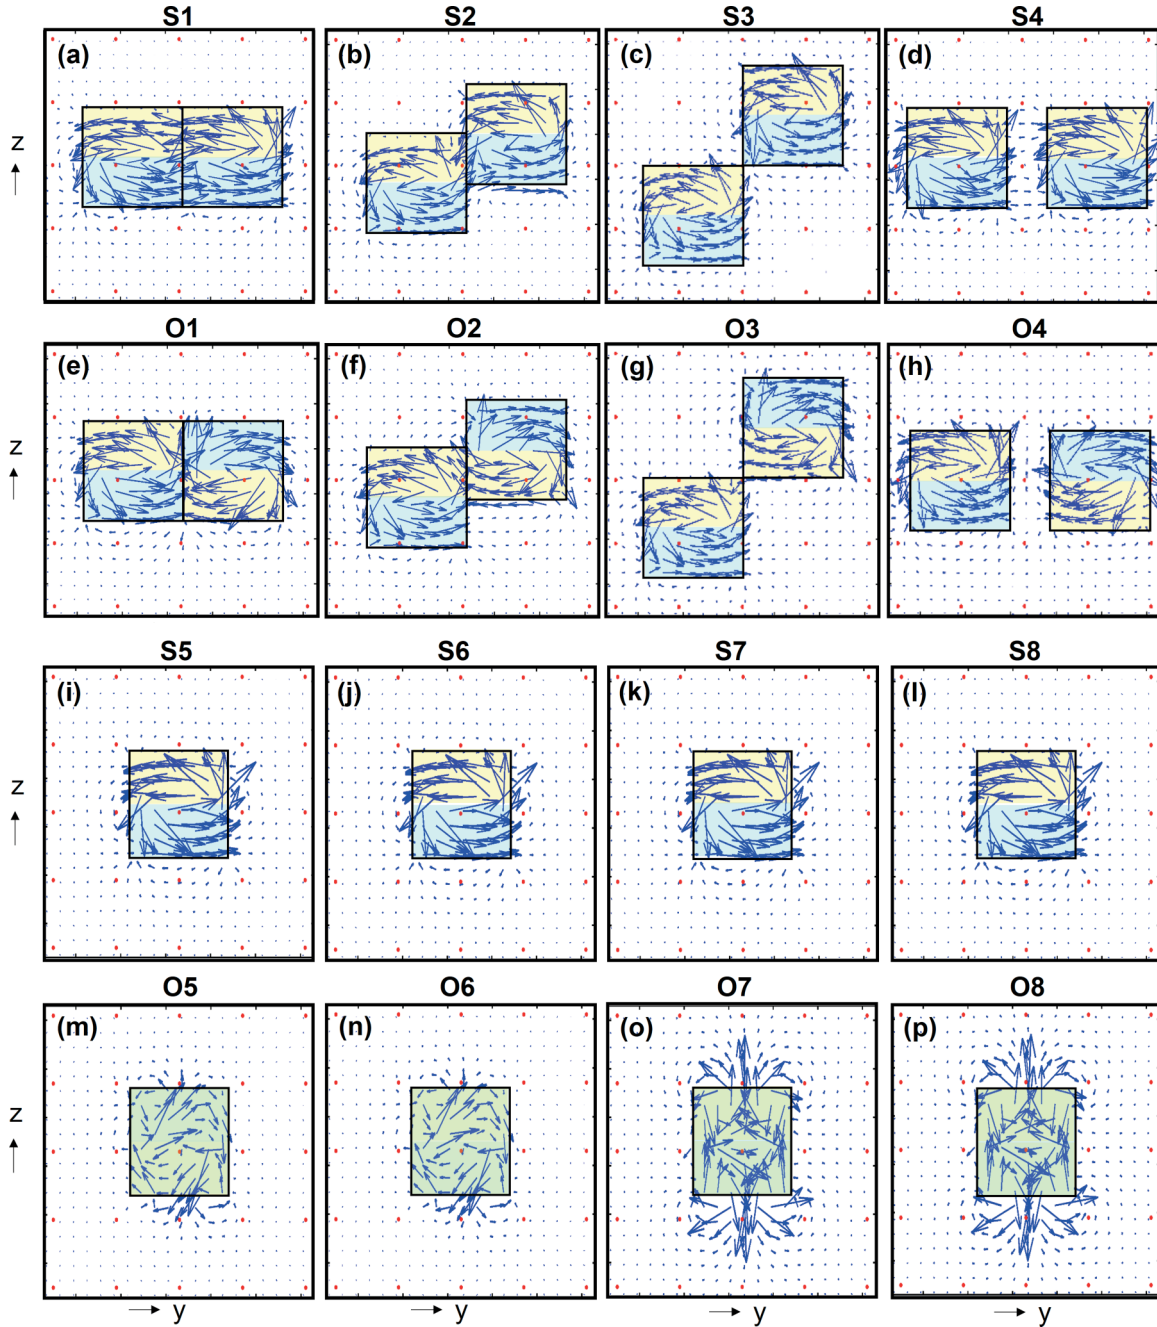 S1 S2 S3 S4
(a) (b) (c) (d)
z
O1 O2 O3 O4
(e) (f) (g) (h)
z
S5 S6 S7 S8
(i) (j) (k) (l)
z
O5 O6 O7 O8
(m) (n) (o) (p)
z
y y y y